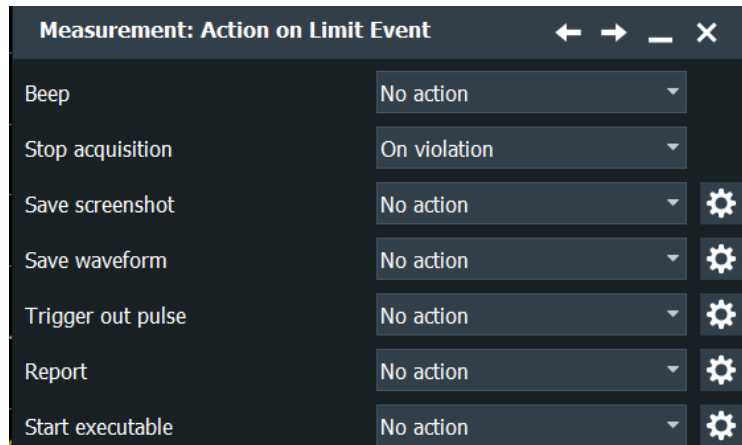 Measurement: Action on Limit Event
Beep No action
Stop acquisition On violation
Save screenshot No action
Save waveform No action
Trigger out pulse No action
Report No action
Start executable No action